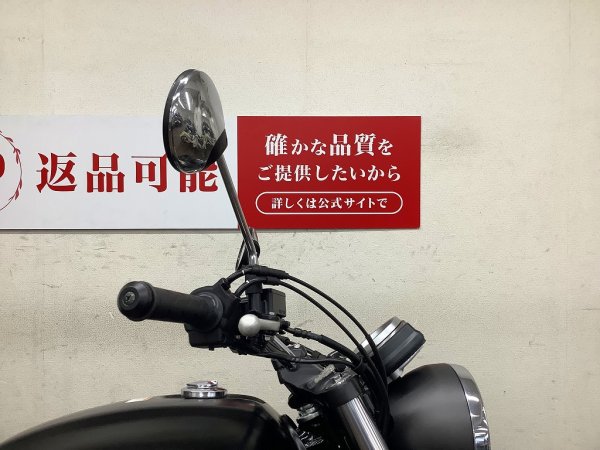 返品可能
確かな品質を
ご提供したいから
詳しくは公式サイトで